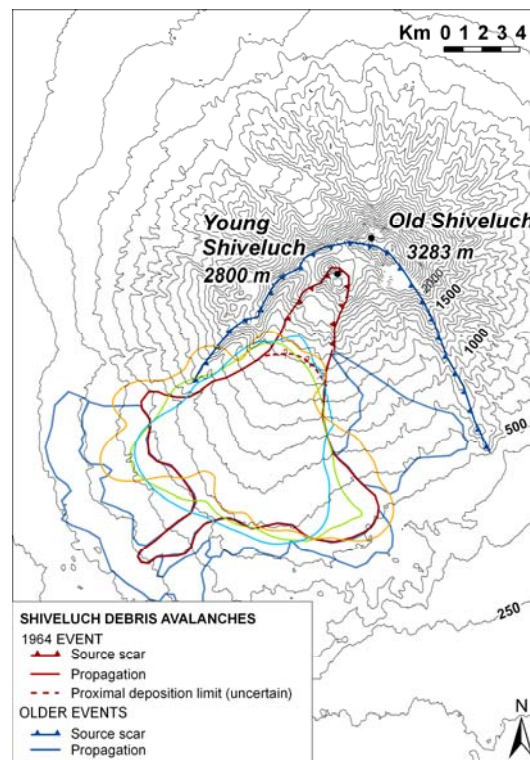 Km 0 1 2 3 4
Old Shiveluch
3283 m
Young
Shiveluch
2800 m
2000
1500
1000
500
250
SHIVELUCH DEBRIS AVALANCHES
1964 EVENT
Source scar
Propagation
Proximal deposition limit (uncertain)
OLDER EVENTS
Source scar
Propagation
N